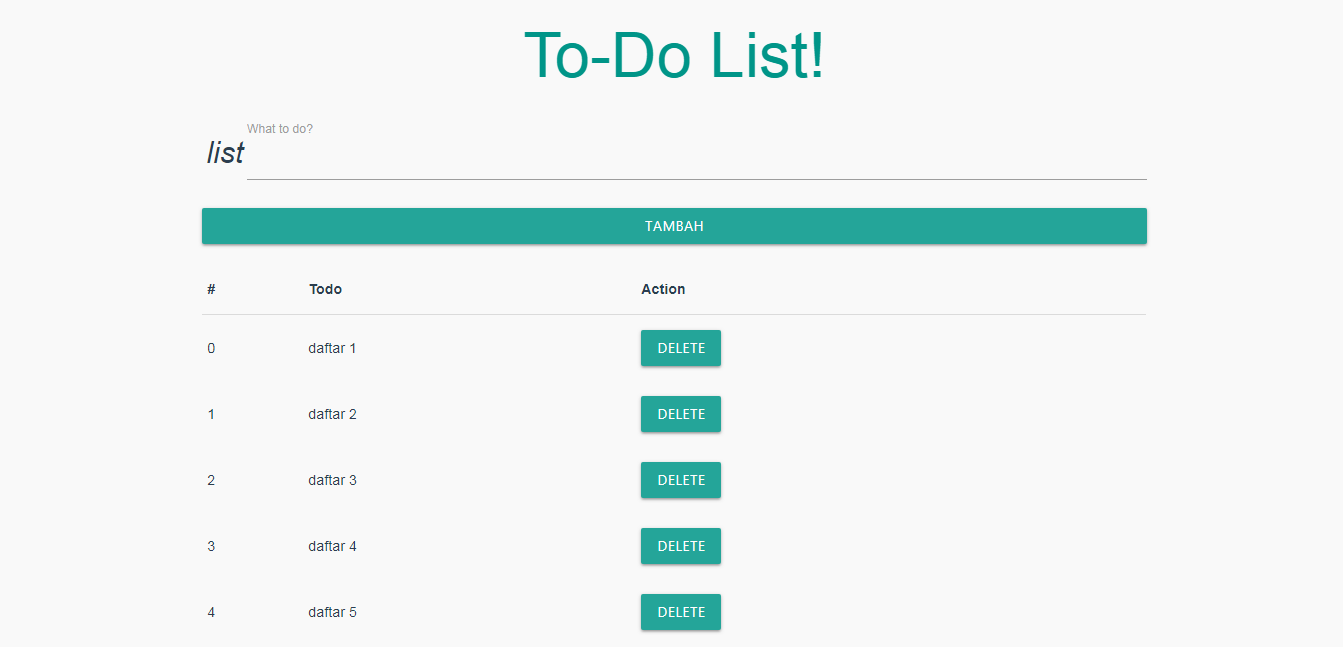 To-Do List!
What to do?
list
TAMBAH
# Todo Action
0 daftar 1 DELETE
1 daftar 2 DELETE
2 daftar 3 DELETE
3 daftar 4 DELETE
4 daftar 5 DELETE